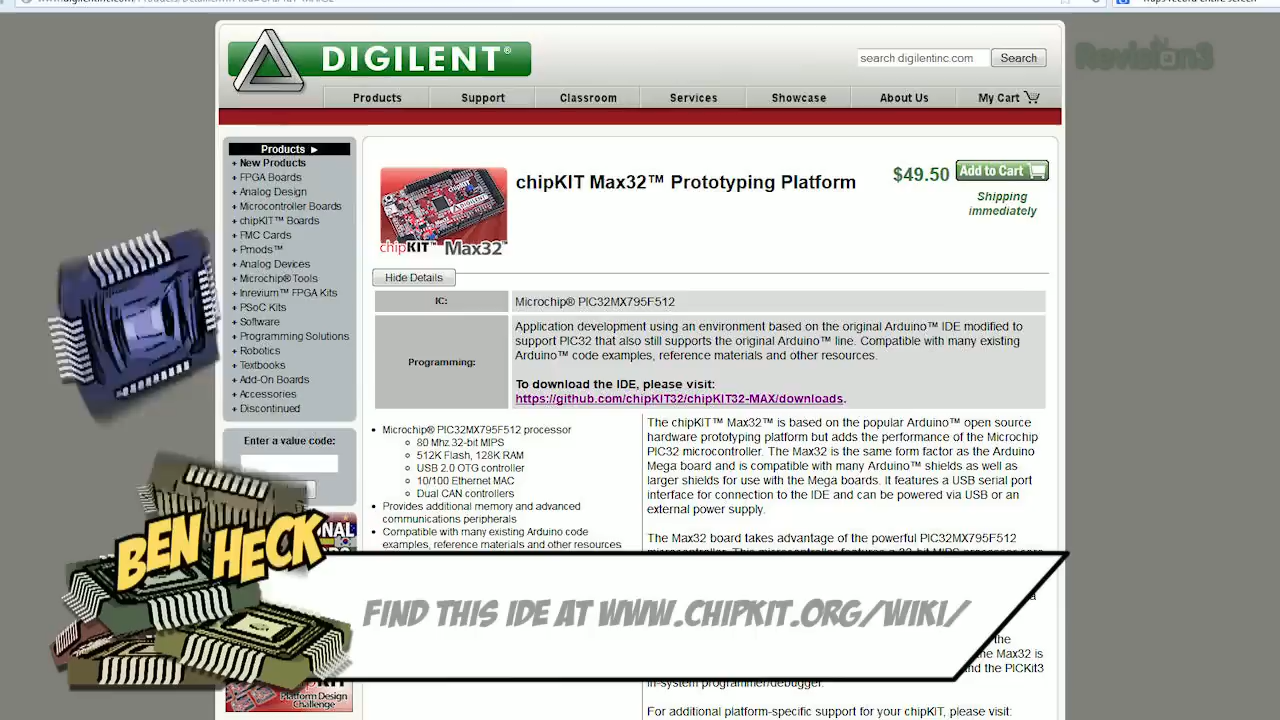 Revision3
DIGILENT®
search digilentinc.com
Search
Products
Support
Classroom
Services
Showcase
About Us
My Cart
Products ►
+ New Products
+ FPGA Boards
+ Analog Design
+ Microcontroller Boards
+ chipKIT™ Boards
+ FMC Cards
+ Pmods™
+ Analog Devices
+ Microchip® Tools
+ Inrevium™ FPGA Kits
+ PSoC Kits
+ Software
+ Programming Solutions
+ Robotics
+ Textbooks
+ Add-On Boards
+ Accessories
+ Discontinued
Enter a value code:
chipKIT Max32™ Prototyping Platform
$49.50
Add to Cart
Shipping
immediately
chipKIT™ Max32™
Hide Details
IC:
Microchip® PIC32MX795F512
Programming:
Application development using an environment based on the original Arduino™ IDE modified to
support PIC32 that also still supports the original Arduino™ line. Compatible with many existing
Arduino™ code examples, reference materials and other resources.
To download the IDE, please visit:
https://github.com/chipKIT32/chipKIT32-MAX/downloads.
• Microchip® PIC32MX795F512 processor
80 Mhz 32-bit MIPS
512K Flash, 128K RAM
USB 2.0 OTG controller
10/100 Ethernet MAC
Dual CAN controllers
• Provides additional memory and advanced
communications peripherals
• Compatible with many existing Arduino code
examples, reference materials and other resources
The chipKIT™ Max32™ is based on the popular Arduino™ open source
hardware prototyping platform but adds the performance of the Microchip
PIC32 microcontroller. The Max32 is the same form factor as the Arduino
Mega board and is compatible with many Arduino™ shields as well as
larger shields for use with the Mega boards. It features a USB serial port
interface for connection to the IDE and can be powered via USB or an
external power supply.
The Max32 board takes advantage of the powerful PIC32MX795F512
the
the Max32 is
and the PICKit3
in-system programmer/debugger.
For additional platform-specific support for your chipKIT, please visit:
BEN HECK
FIND THIS IDE AT WWW.CHIPKIT.ORG/WIKI/
Platform Design
Challenge